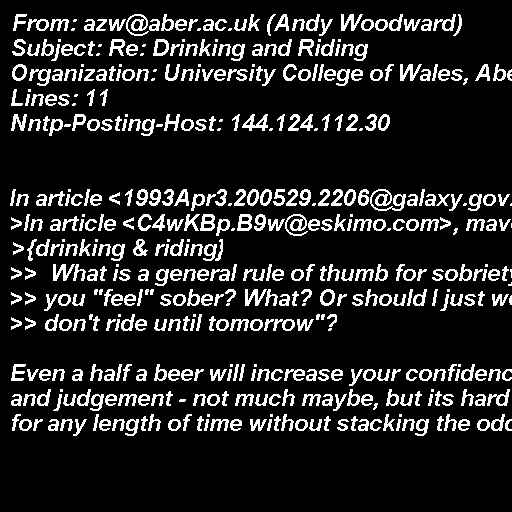 From: azw@aber.ac.uk (Andy Woodward)
Subject: Re: Drinking and Riding
Organization: University College of Wales, Abe
Lines: 11
Nntp-Posting-Host: 144.124.112.30
In article <1993Apr3.200529.2206@galaxy.gov.
>In article <C4wKBp.B9w@eskimo.com>, mav
>{drinking & riding}
>>  What is a general rule of thumb for sobriety
>> you "feel" sober? What? Or should I just w
>> don't ride until tomorrow"?
Even a half a beer will increase your confidenc
and judgement - not much maybe, but its hard
for any length of time without stacking the odd